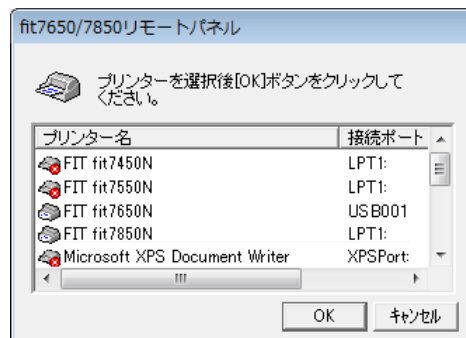 fit7650/7850リモートパネル
プリンターを選択後[OK]ボタンをクリックして
ください。
プリンター名 接続ポート
FIT fit7450N LPT1:
FIT fit7550N LPT1:
FIT fit7650N USB001
FIT fit7850N LPT1:
Microsoft XPS Document Writer XPSPort:
OK キャンセル